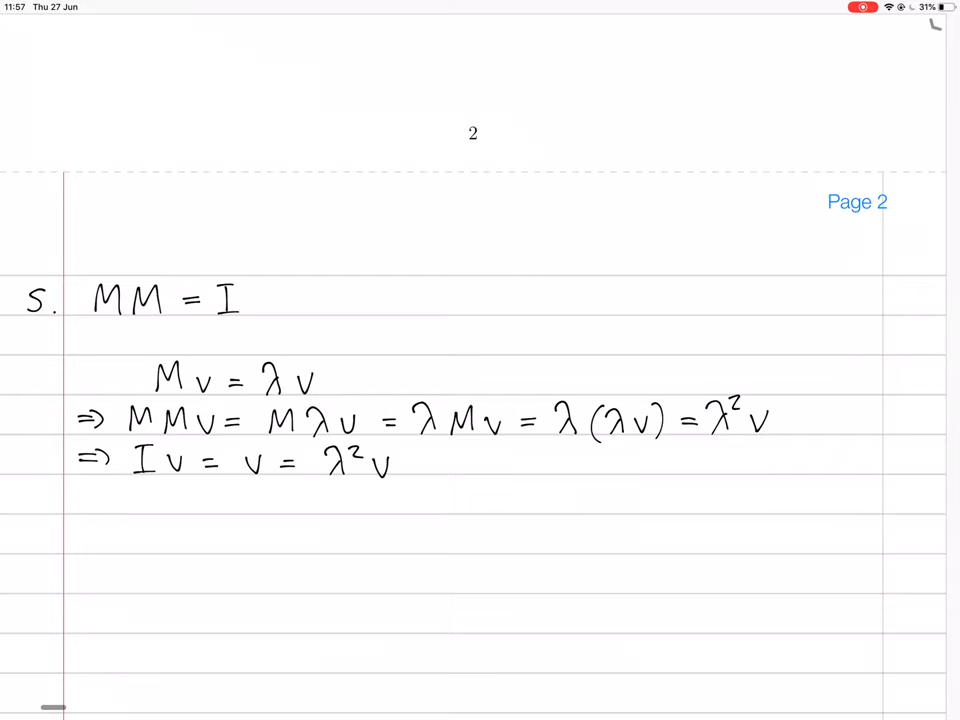 11:57 Thu 27 Jun 31%
2
Page 2
5. MM = I
Mv = λv
⇒ MMv = Mλv = λMv = λ(λv) = λ²v
⇒ Iv = v = λ²v